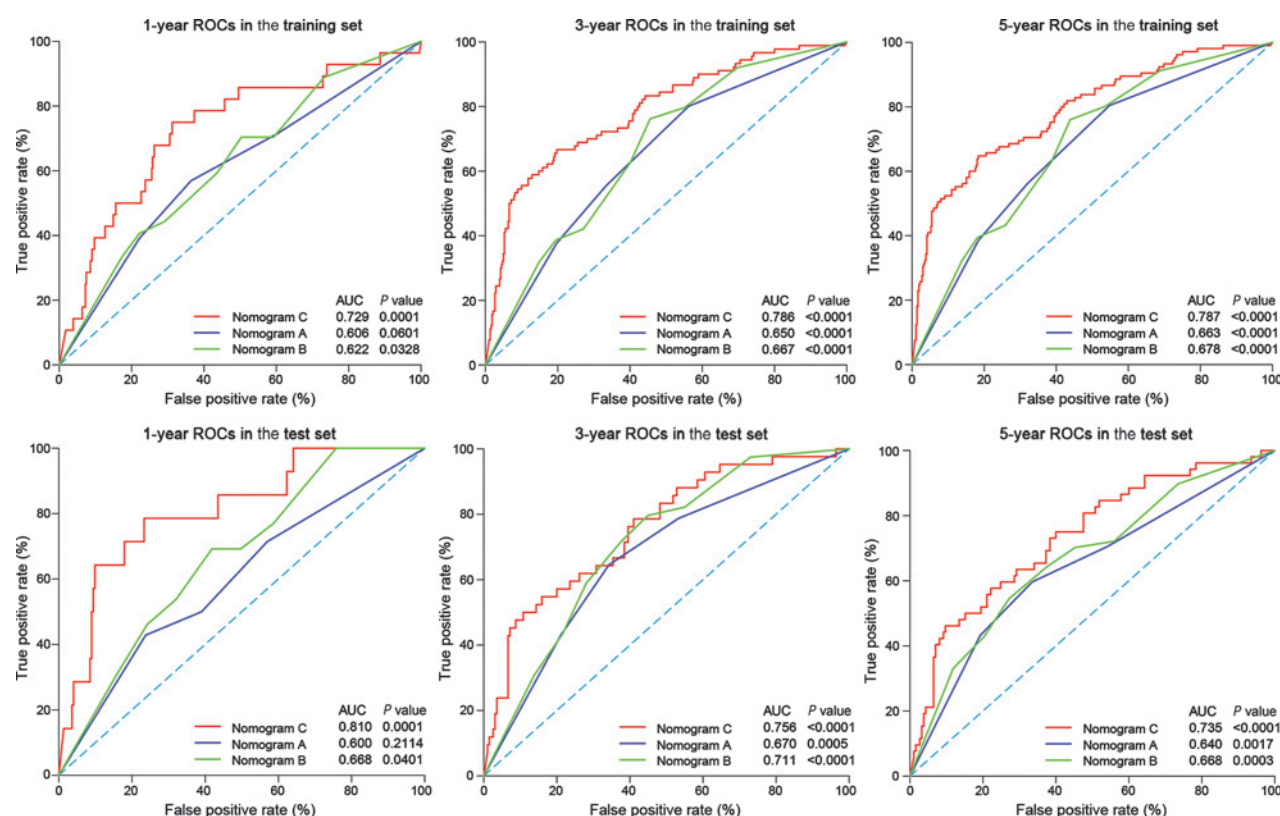 1-year ROCs in the training set
100
80
60
40
20
0
True positive rate (%)
AUC P value
Nomogram C 0.729 0.0001
Nomogram A 0.606 0.0601
Nomogram B 0.622 0.0328
0 20 40 60 80 100
False positive rate (%)
3-year ROCs in the training set
100
80
60
40
20
0
True positive rate (%)
AUC P value
Nomogram C 0.786 <0.0001
Nomogram A 0.650 <0.0001
Nomogram B 0.667 <0.0001
0 20 40 60 80 100
False positive rate (%)
5-year ROCs in the training set
100
80
60
40
20
0
True positive rate (%)
AUC P value
Nomogram C 0.787 <0.0001
Nomogram A 0.663 <0.0001
Nomogram B 0.678 <0.0001
0 20 40 60 80 100
False positive rate (%)
1-year ROCs in the test set
100
80
60
40
20
0
True positive rate (%)
AUC P value
Nomogram C 0.810 0.0001
Nomogram A 0.600 0.2114
Nomogram B 0.668 0.0401
0 20 40 60 80 100
False positive rate (%)
3-year ROCs in the test set
100
80
60
40
20
0
True positive rate (%)
AUC P value
Nomogram C 0.756 <0.0001
Nomogram A 0.670 0.0005
Nomogram B 0.711 <0.0001
0 20 40 60 80 100
False positive rate (%)
5-year ROCs in the test set
100
80
60
40
20
0
True positive rate (%)
AUC P value
Nomogram C 0.735 <0.0001
Nomogram A 0.640 0.0017
Nomogram B 0.668 0.0003
0 20 40 60 80 100
False positive rate (%)